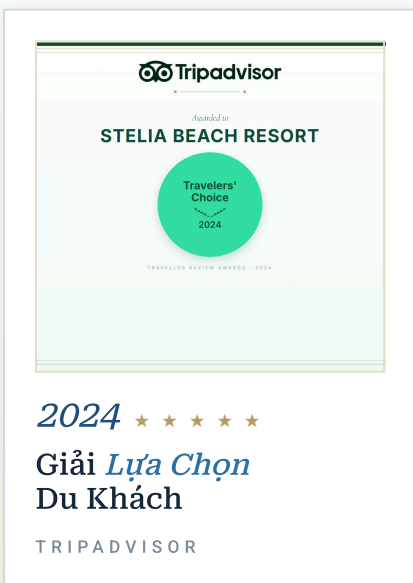 Tripadvisor
Awarded to
STELIA BEACH RESORT
Travelers'
Choice
2024
TRAVELLER REVIEW AWARDS · 2024
2024 ★ ★ ★ ★ ★
Giải Lựa Chọn
Du Khách
TRIPADVISOR